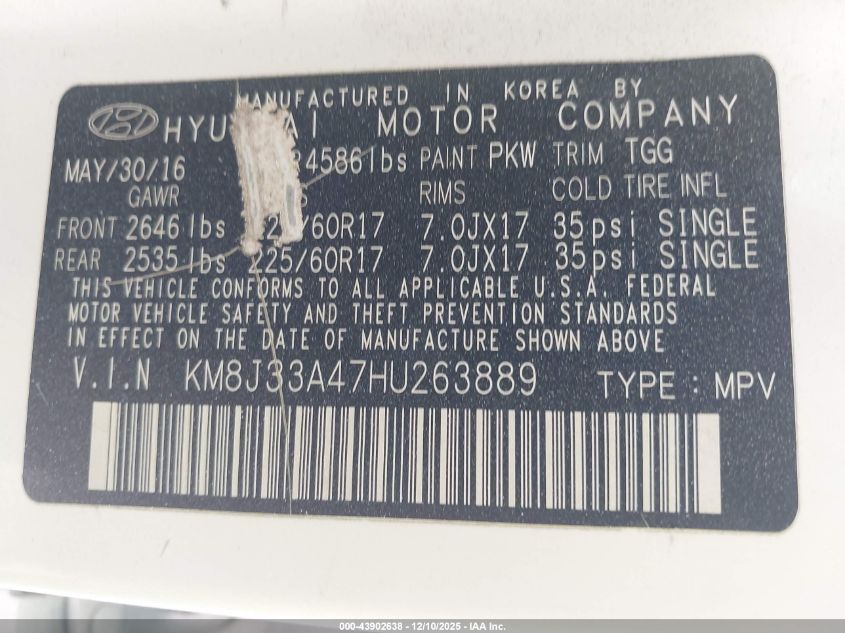 MANUFACTURED IN KOREA BY
MOTOR COMPANY
MAY/30/16 4586lbs PAINT PKW TRIM TGG
GAWR RIMS COLD TIRE INFL
FRONT 2646lbs /60R17 7.0JX17 35psi SINGLE
REAR 2535lbs 225/60R17 7.0JX17 35psi SINGLE
THIS VEHICLE CONFORMS TO ALL APPLICABLE U.S.A. FEDERAL
MOTOR VEHICLE SAFETY AND THEFT PREVENTION STANDARDS
IN EFFECT ON THE DATE OF MANUFACTURE SHOWN ABOVE
V.I.N KM8J33A47HU263889 TYPE : MPV
000-43902638 - 12/10/2025 - IAA Inc.